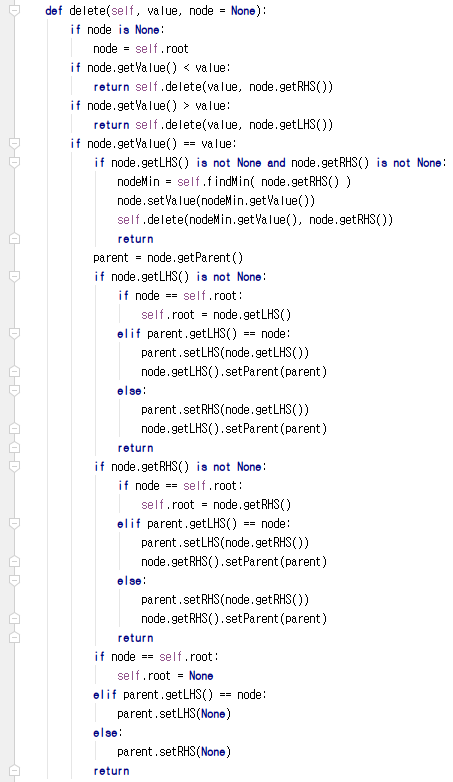 def delete(self, value, node = None):
    if node is None:
        node = self.root
    if node.getValue() < value:
        return self.delete(value, node.getRHS())
    if node.getValue() > value:
        return self.delete(value, node.getLHS())
    if node.getValue() == value:
        if node.getLHS() is not None and node.getRHS() is not None:
            nodeMin = self.findMin( node.getRHS() )
            node.setValue(nodeMin.getValue())
            self.delete(nodeMin.getValue(), node.getRHS())
            return
        parent = node.getParent()
        if node.getLHS() is not None:
            if node == self.root:
                self.root = node.getLHS()
            elif parent.getLHS() == node:
                parent.setLHS(node.getLHS())
                node.getLHS().setParent(parent)
            else:
                parent.setRHS(node.getLHS())
                node.getLHS().setParent(parent)
            return
        if node.getRHS() is not None:
            if node == self.root:
                self.root = node.getRHS()
            elif parent.getLHS() == node:
                parent.setLHS(node.getRHS())
                node.getRHS().setParent(parent)
            else:
                parent.setRHS(node.getRHS())
                node.getRHS().setParent(parent)
            return
        if node == self.root:
            self.root = None
        elif parent.getLHS() == node:
            parent.setLHS(None)
        else:
            parent.setRHS(None)
        return